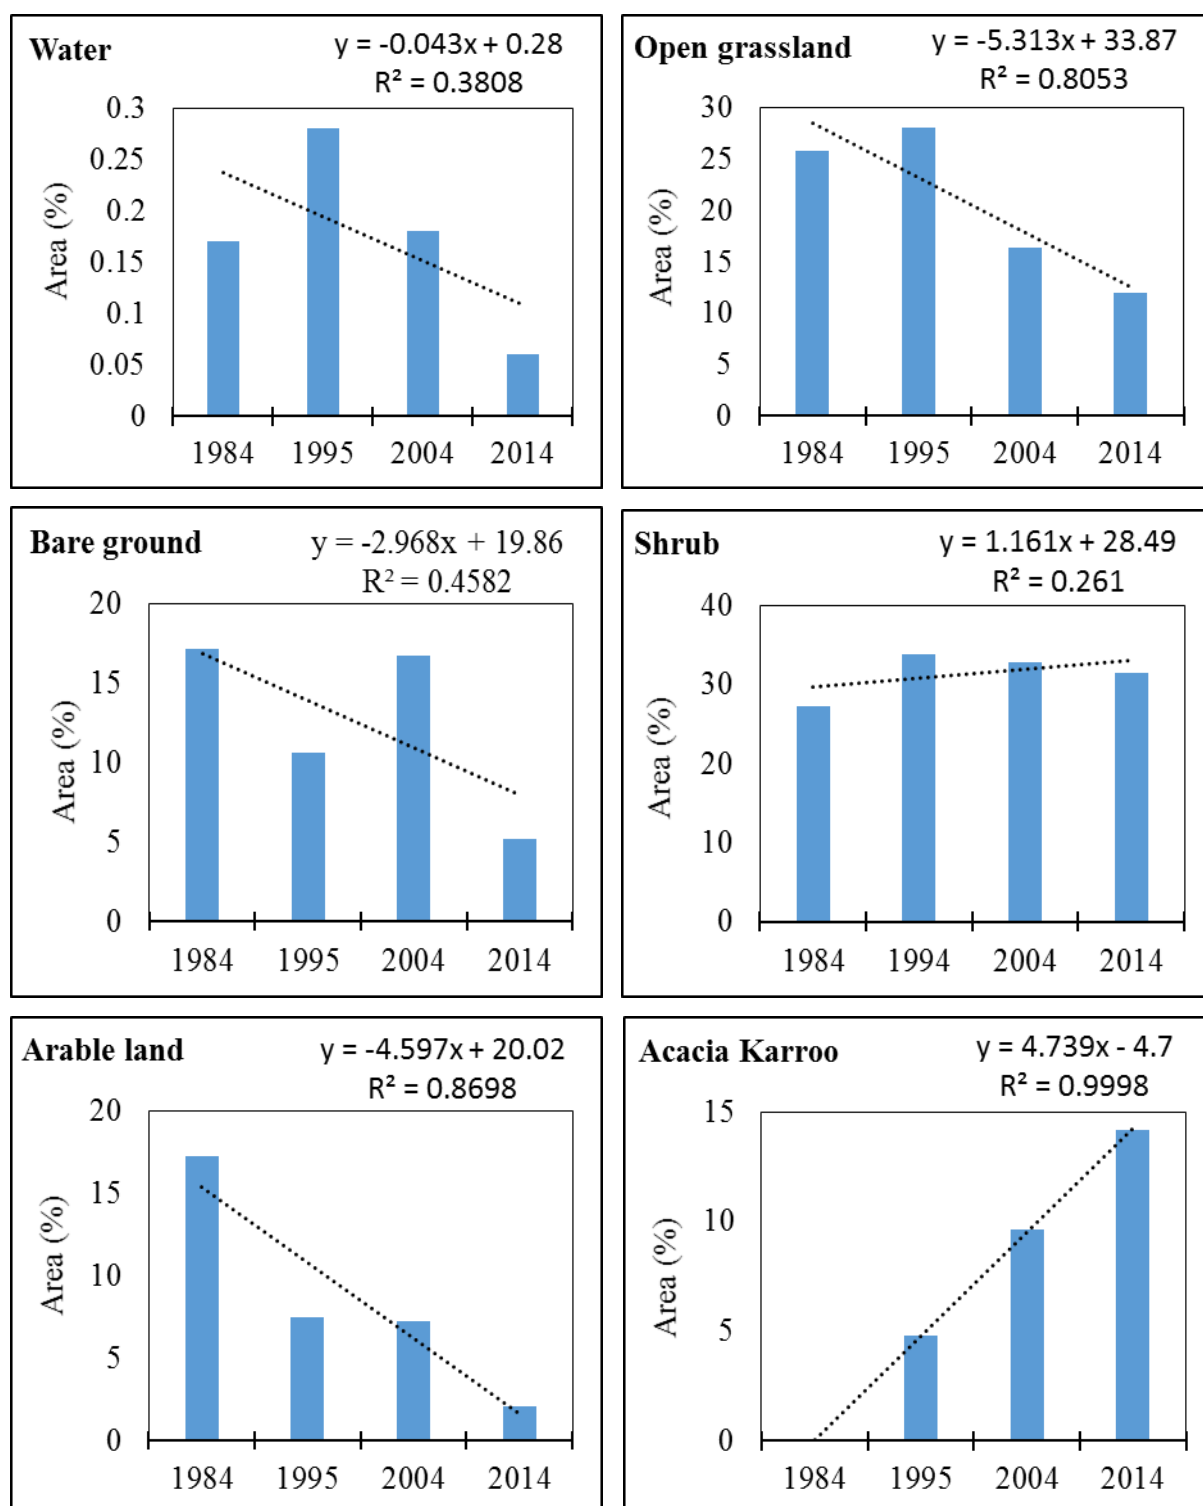 Water
y = -0.043x + 0.28
R² = 0.3808
0.3
0.25
0.2
0.15
0.1
0.05
0
Area (%)
1984 1995 2004 2014
Open grassland
y = -5.313x + 33.87
R² = 0.8053
30
25
20
15
10
5
0
Area (%)
1984 1995 2004 2014
Bare ground
y = -2.968x + 19.86
R² = 0.4582
20
15
10
5
0
Area (%)
1984 1995 2004 2014
Shrub
y = 1.161x + 28.49
R² = 0.261
40
30
20
10
0
Area (%)
1984 1994 2004 2014
Arable land
y = -4.597x + 20.02
R² = 0.8698
20
15
10
5
0
Area (%)
1984 1995 2004 2014
Acacia Karroo
y = 4.739x - 4.7
R² = 0.9998
15
10
5
0
Area (%)
1984 1995 2004 2014